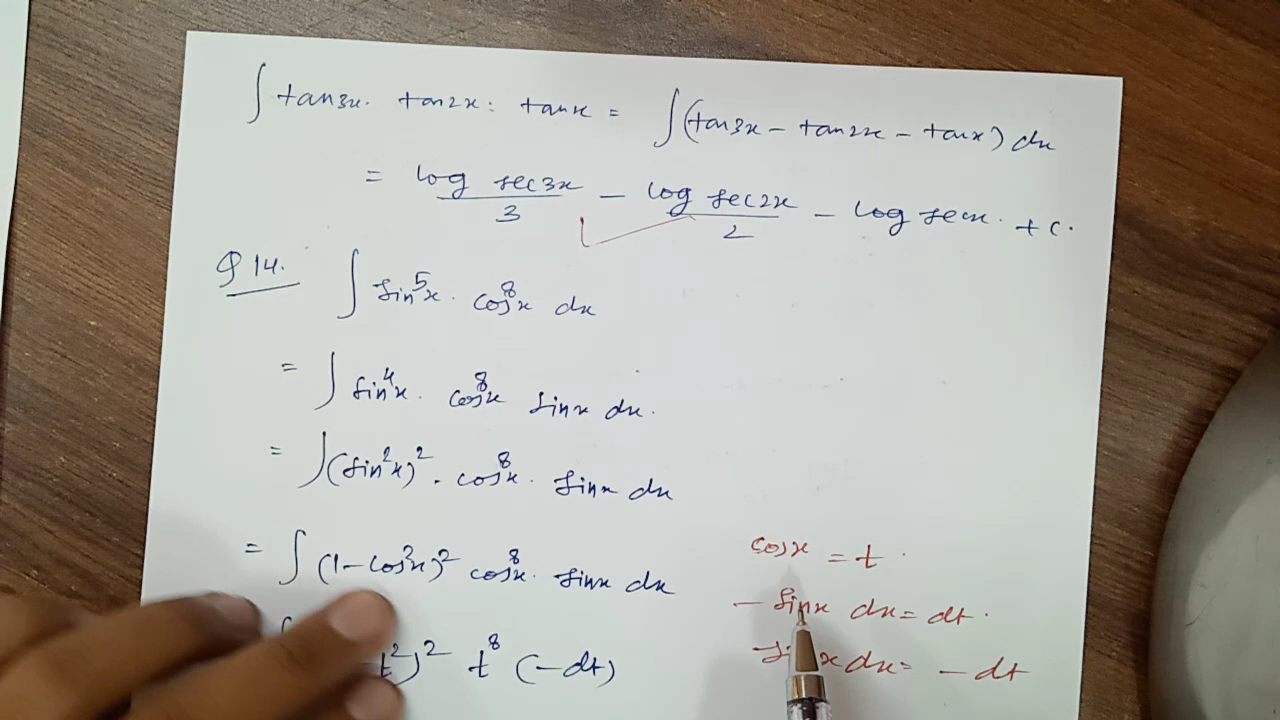 ∫ tan3x. tan2x. tanx = ∫(tan3x − tan2x − tanx) dx
= log sec3x/3 − log sec2x/2 − log secx. + c.
Q 14. ∫ sin⁵x. cos⁸x dx
= ∫ sin⁴x. cos⁸x sinx dx.
= ∫(sin²x)². cos⁸x. sinx dx
= ∫ (1−cos²x)² cos⁸x. sinx dx
t²)² t⁸ (−dt)
cosx = t.
− sinx dx = dt.
x dx = −dt